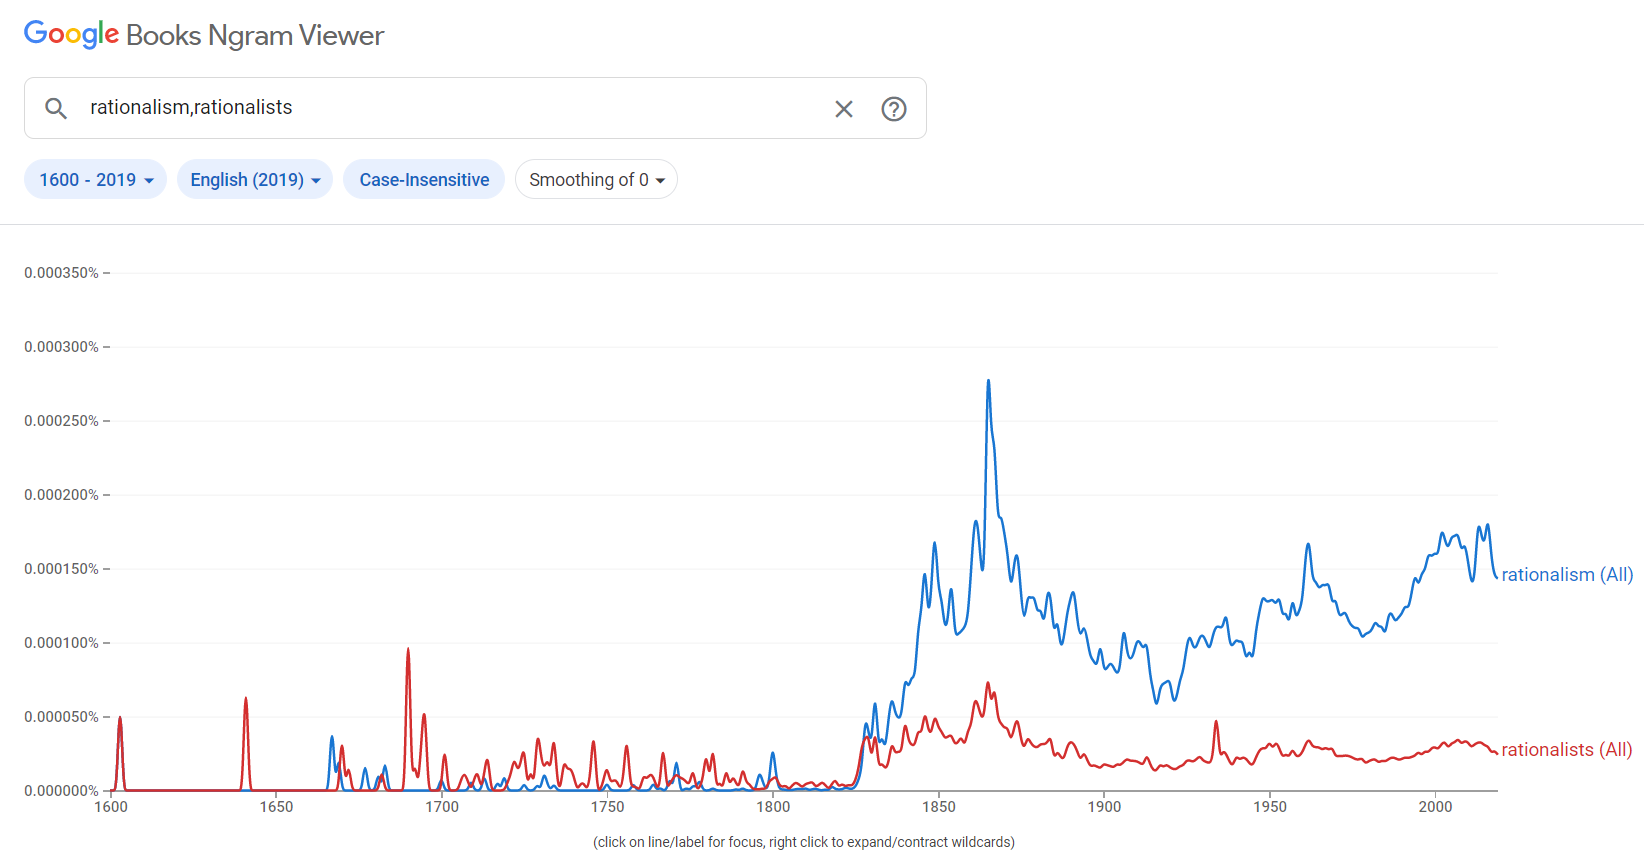 Google Books Ngram Viewer
rationalism,rationalists
1600 - 2019 English (2019) Case-Insensitive Smoothing of 0
0.000350%
0.000300%
0.000250%
0.000200%
0.000150%
rationalism (All)
0.000100%
0.000050%
rationalists (All)
0.000000%
1600 1650 1700 1750 1800 1850 1900 1950 2000
(click on line/label for focus, right click to expand/contract wildcards)